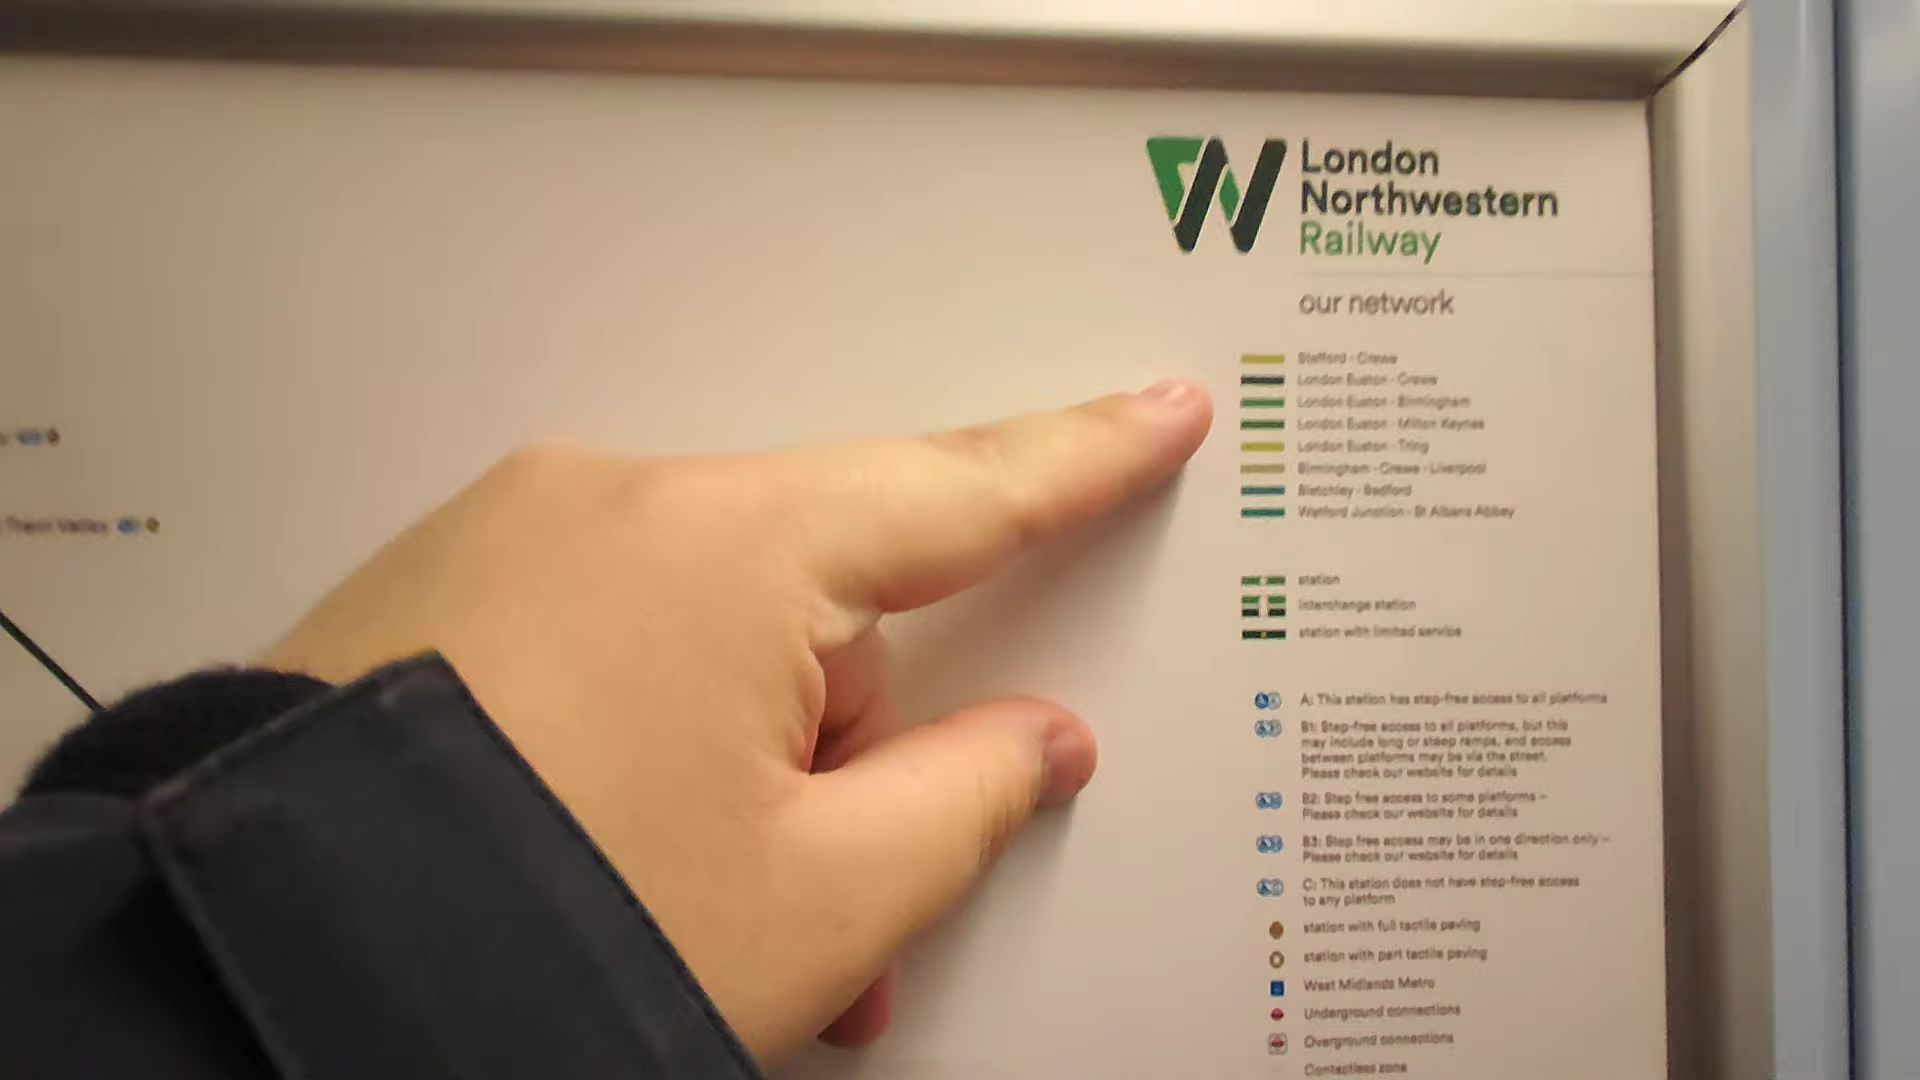 London
Northwestern
Railway
our network
Stafford - Crewe
London Euston - Crewe
London Euston - Birmingham
London Euston - Milton Keynes
London Euston - Tring
Birmingham - Crewe - Liverpool
Bletchley - Bedford
Watford Junction - St Albans Abbey
Trent Valley
station
interchange station
station with limited service
A: This station has step-free access to all platforms
B1: Step-free access to all platforms, but this
may include long or steep ramps, and access
between platforms may be via the street.
Please check our website for details
B2: Step free access to some platforms –
Please check our website for details
B3: Step free access may be in one direction only –
Please check our website for details
C: This station does not have step-free access
to any platform
station with full tactile paving
station with part tactile paving
West Midlands Metro
Underground connections
Overground connections
Contactless zone